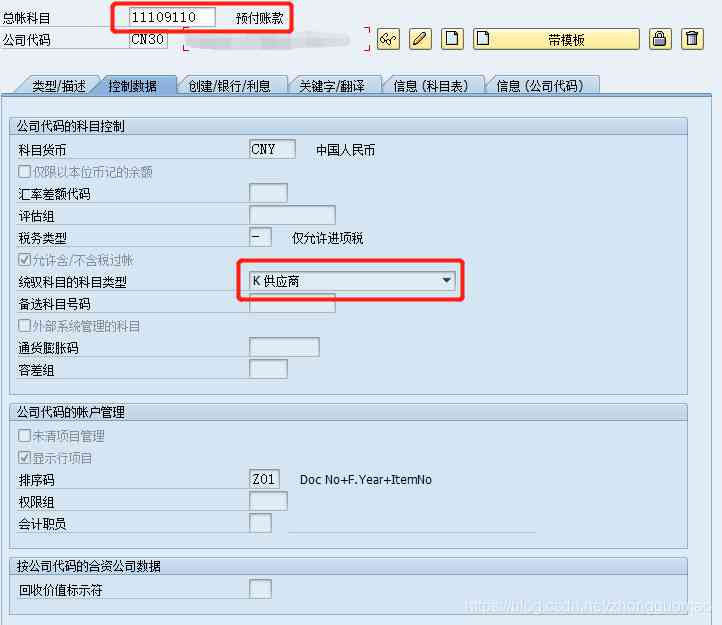 总帐科目 11109110 预付账款
公司代码 CN30
带模板
类型/描述 控制数据 创建/银行/利息 关键字/翻译 信息(科目表) 信息(公司代码)
公司代码的科目控制
科目货币 CNY 中国人民币
仅限以本位币记的余额
汇率差额代码
评估组
税务类型 - 仅允许进项税
允许含/不含税过帐
统驭科目的科目类型 K 供应商
备选科目号码
外部系统管理的科目
通货膨胀码
容差组
公司代码的帐户管理
未清项目管理
显示行项目
排序码 Z01 Doc No+F.Year+ItemNo
权限组
会计职员
按公司代码的合资公司数据
回收价值标示符